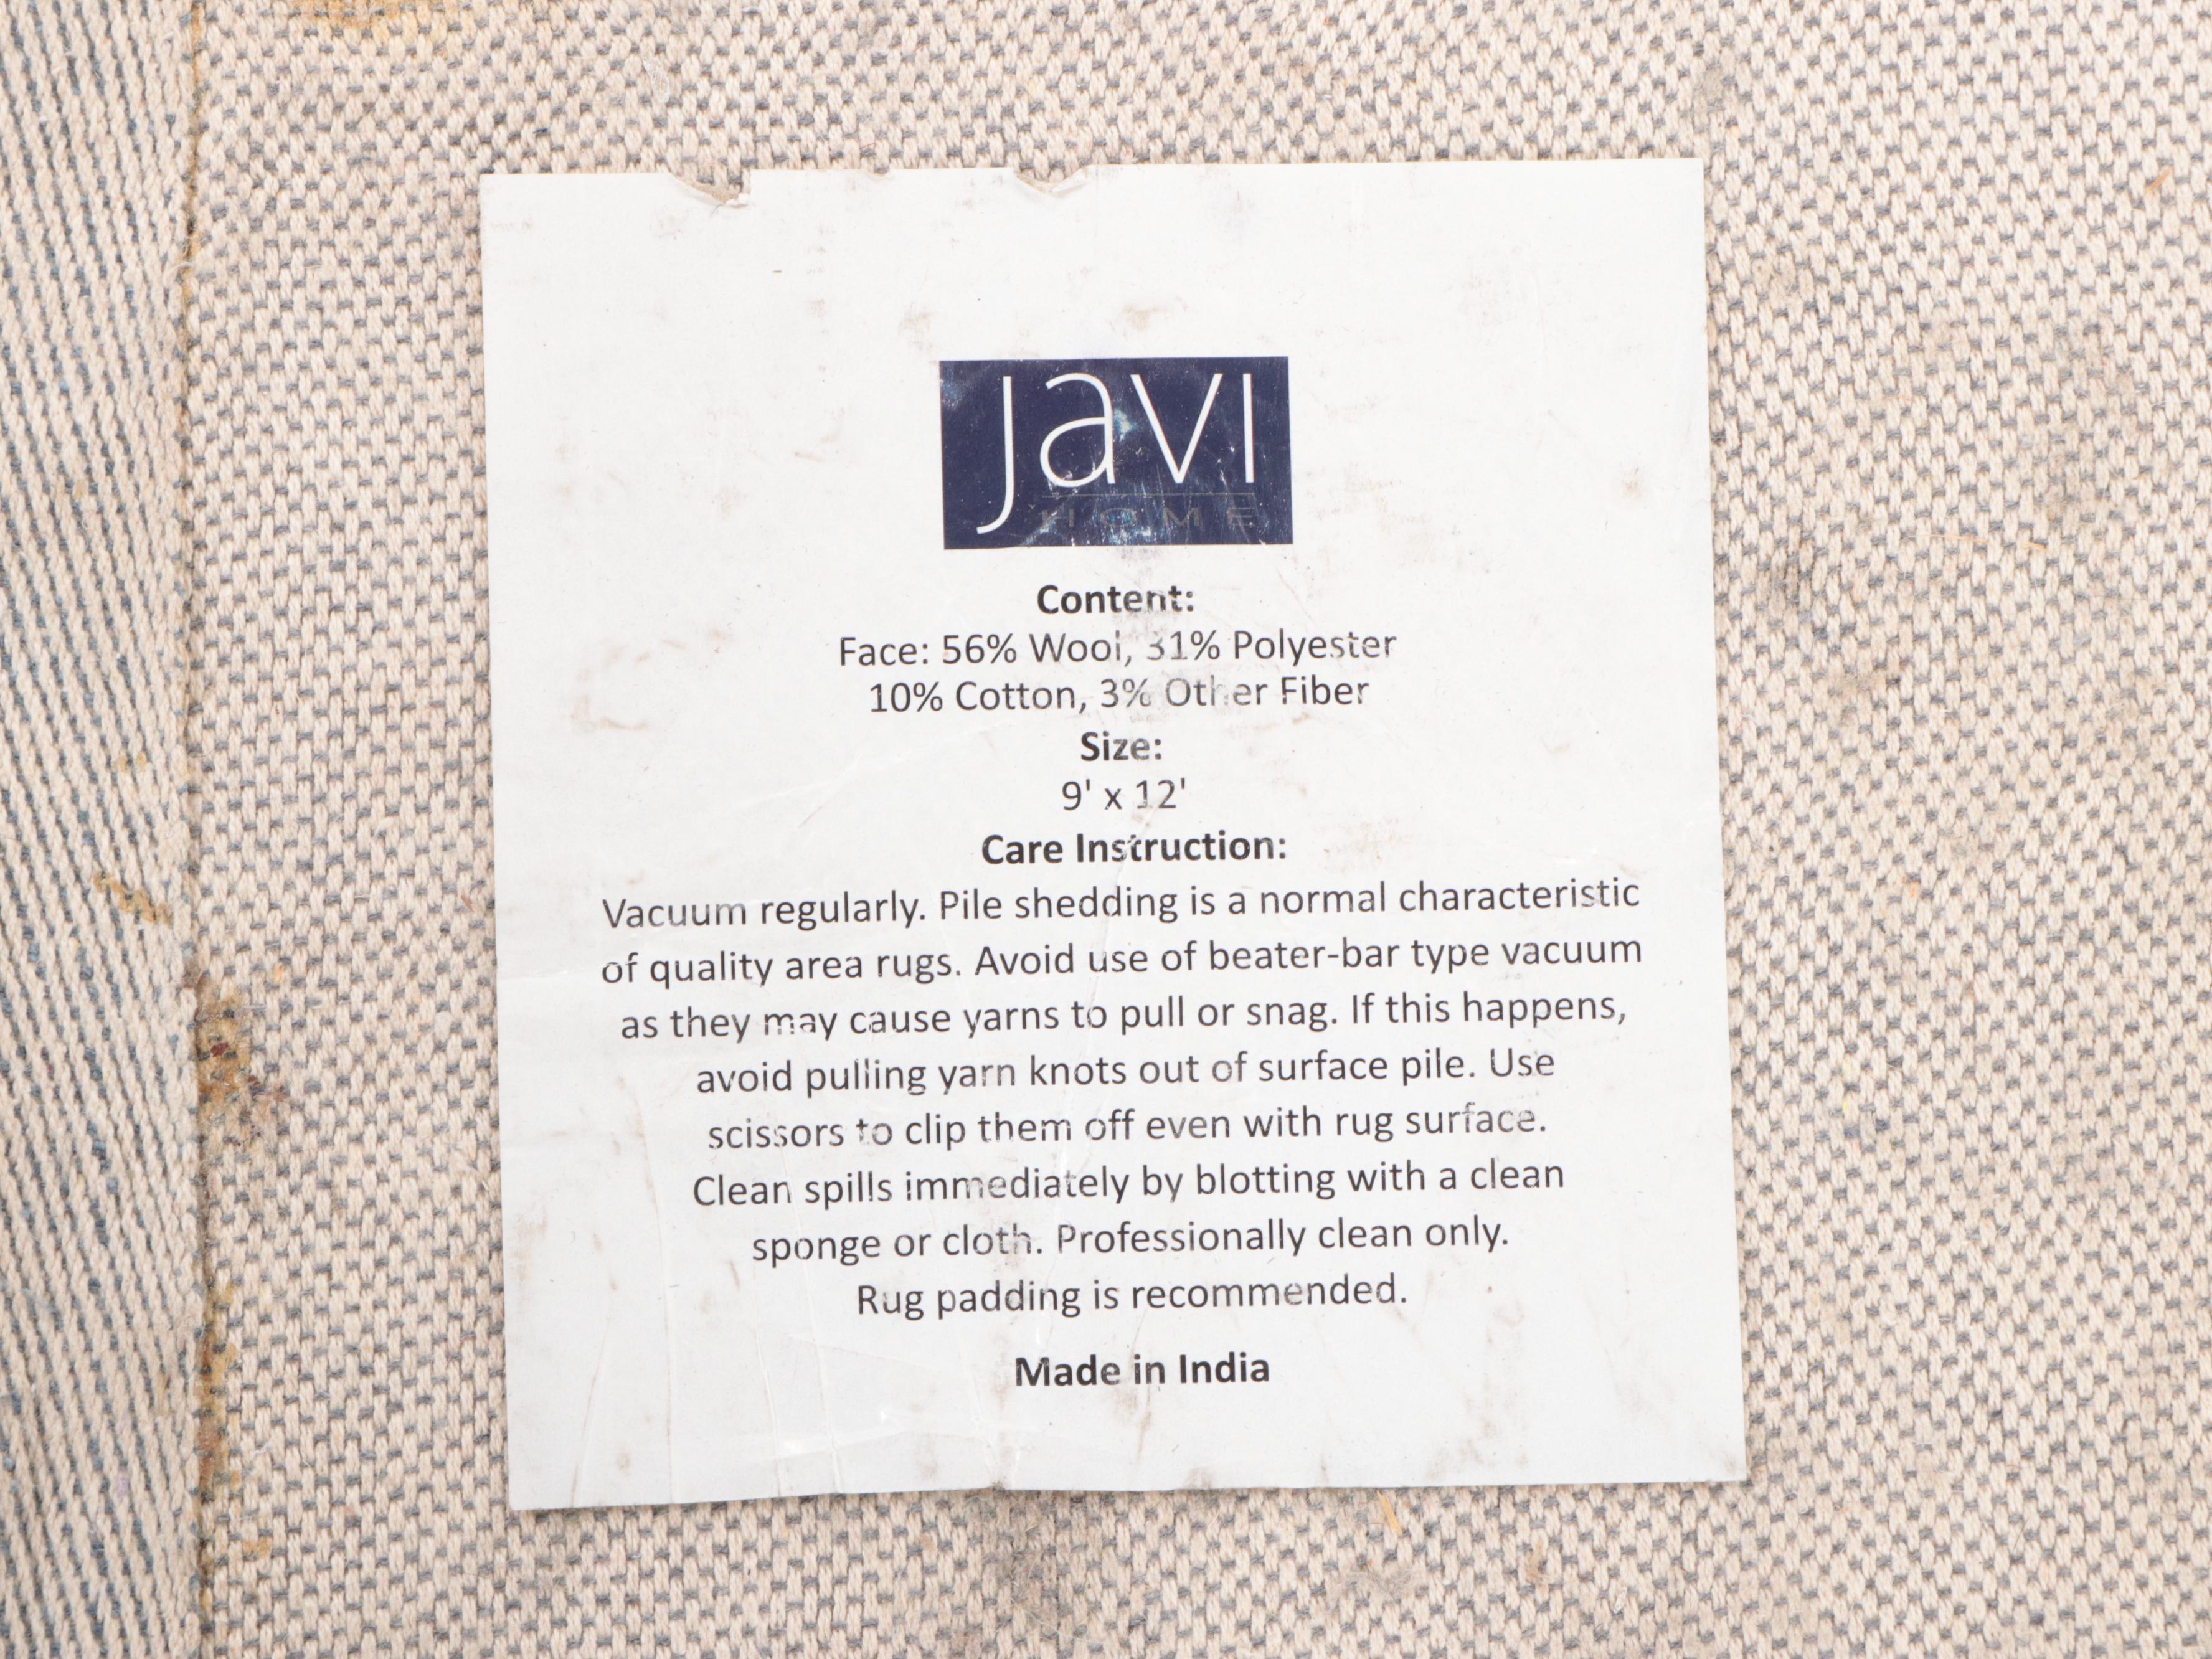 Javi
HOME
Content:
Face: 56% Wool, 31% Polyester
10% Cotton, 3% Other Fiber
Size:
9' x 12'
Care Instruction:
Vacuum regularly. Pile shedding is a normal characteristic
of quality area rugs. Avoid use of beater-bar type vacuum
as they may cause yarns to pull or snag. If this happens,
avoid pulling yarn knots out of surface pile. Use
scissors to clip them off even with rug surface.
Clean spills immediately by blotting with a clean
sponge or cloth. Professionally clean only.
Rug padding is recommended.
Made in India